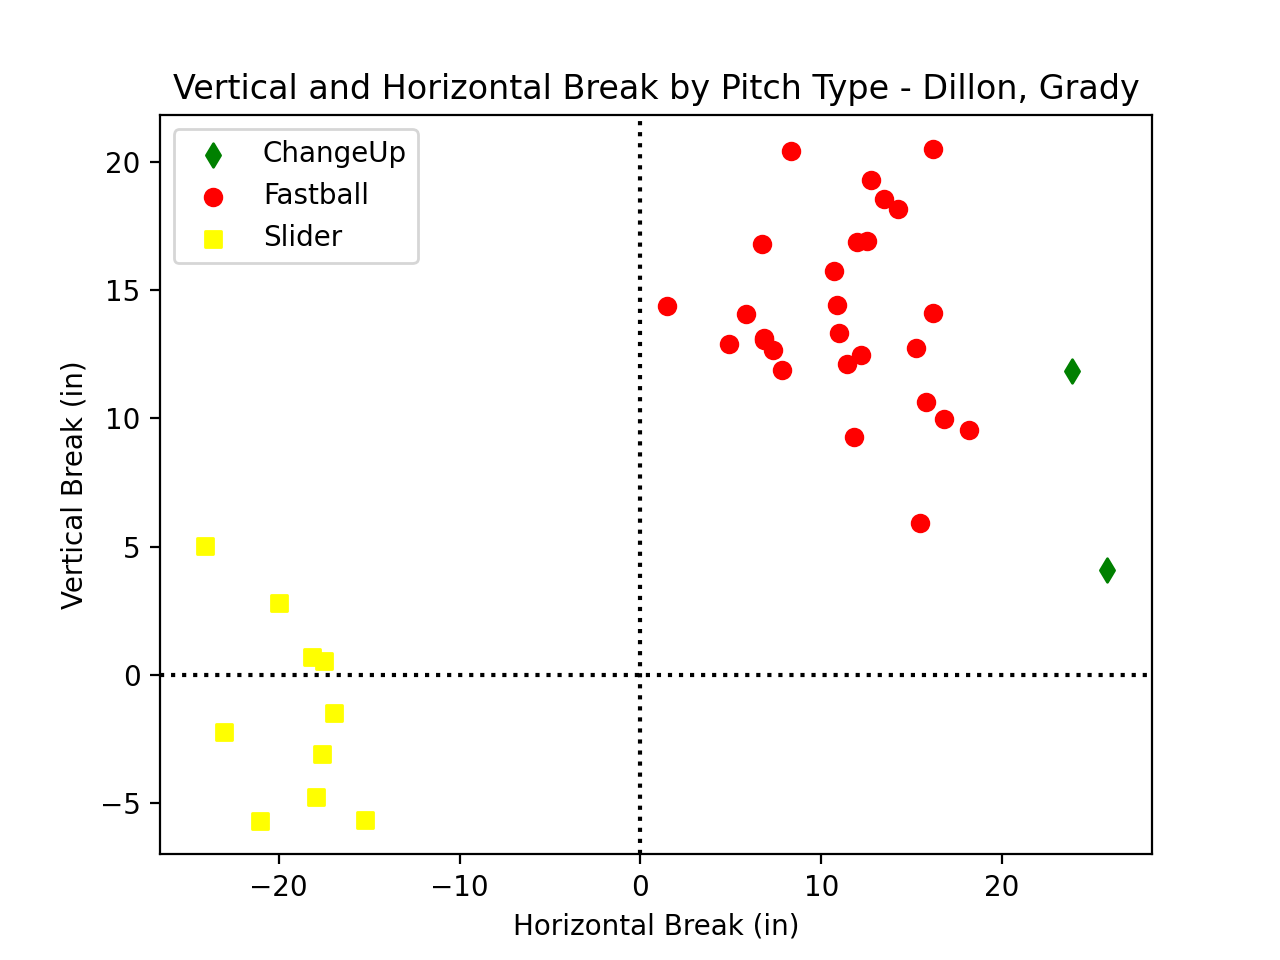 Vertical and Horizontal Break by Pitch Type - Dillon, Grady
ChangeUp
Fastball
Slider
20
15
10
5
0
−5
Vertical Break (in)
−20
−10
0
10
20
Horizontal Break (in)